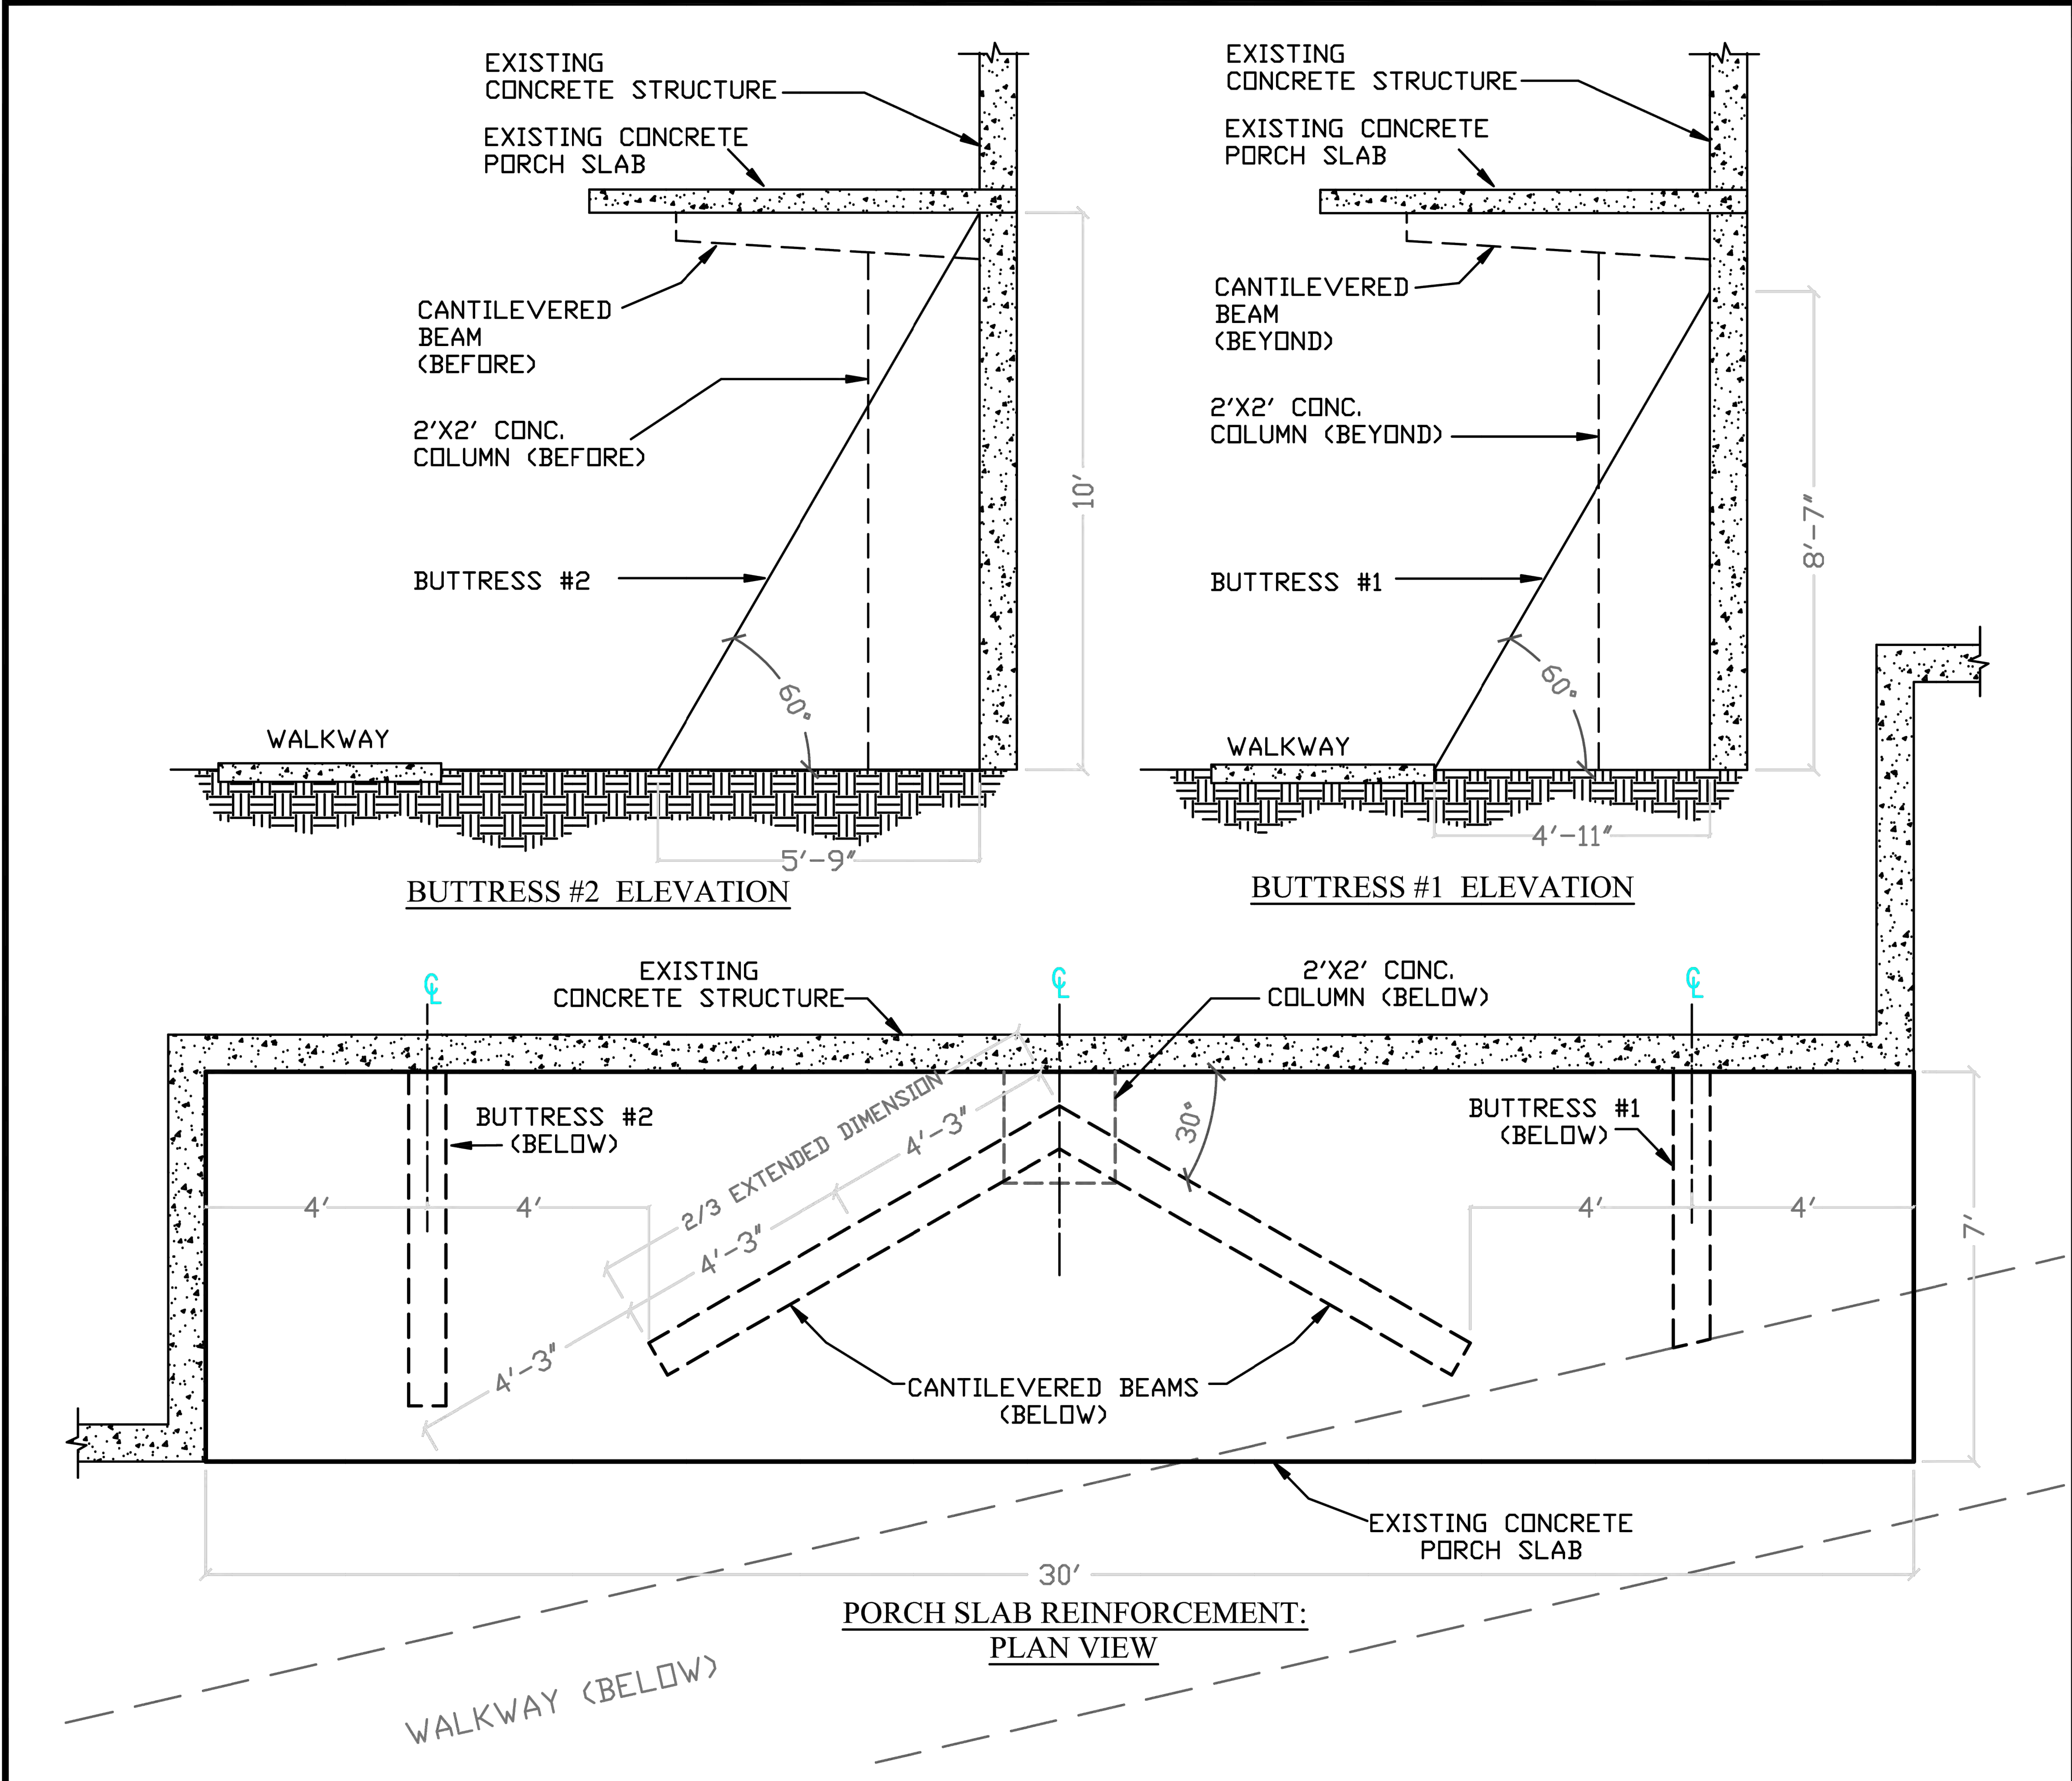 EXISTING
CONCRETE STRUCTURE
EXISTING CONCRETE
PORCH SLAB
CANTILEVERED
BEAM
(BEFORE)
2'X2' CONC.
COLUMN (BEFORE)
BUTTRESS #2
10'
60°
WALKWAY
5'-9"
BUTTRESS #2 ELEVATION
EXISTING
CONCRETE STRUCTURE
EXISTING CONCRETE
PORCH SLAB
CANTILEVERED
BEAM
(BEYOND)
2'X2' CONC.
COLUMN (BEYOND)
BUTTRESS #1
8'-7"
60°
WALKWAY
4'-11"
BUTTRESS #1 ELEVATION
CL
EXISTING
CONCRETE STRUCTURE
CL
2'X2' CONC.
COLUMN (BELOW)
CL
BUTTRESS #2
(BELOW)
2/3 EXTENDED DIMENSION
4'-3"
30°
BUTTRESS #1
(BELOW)
4'
4'
4'-3"
4'
4'
7'
4'-3"
CANTILEVERED BEAMS
(BELOW)
EXISTING CONCRETE
PORCH SLAB
30'
PORCH SLAB REINFORCEMENT:
PLAN VIEW
WALKWAY (BELOW)